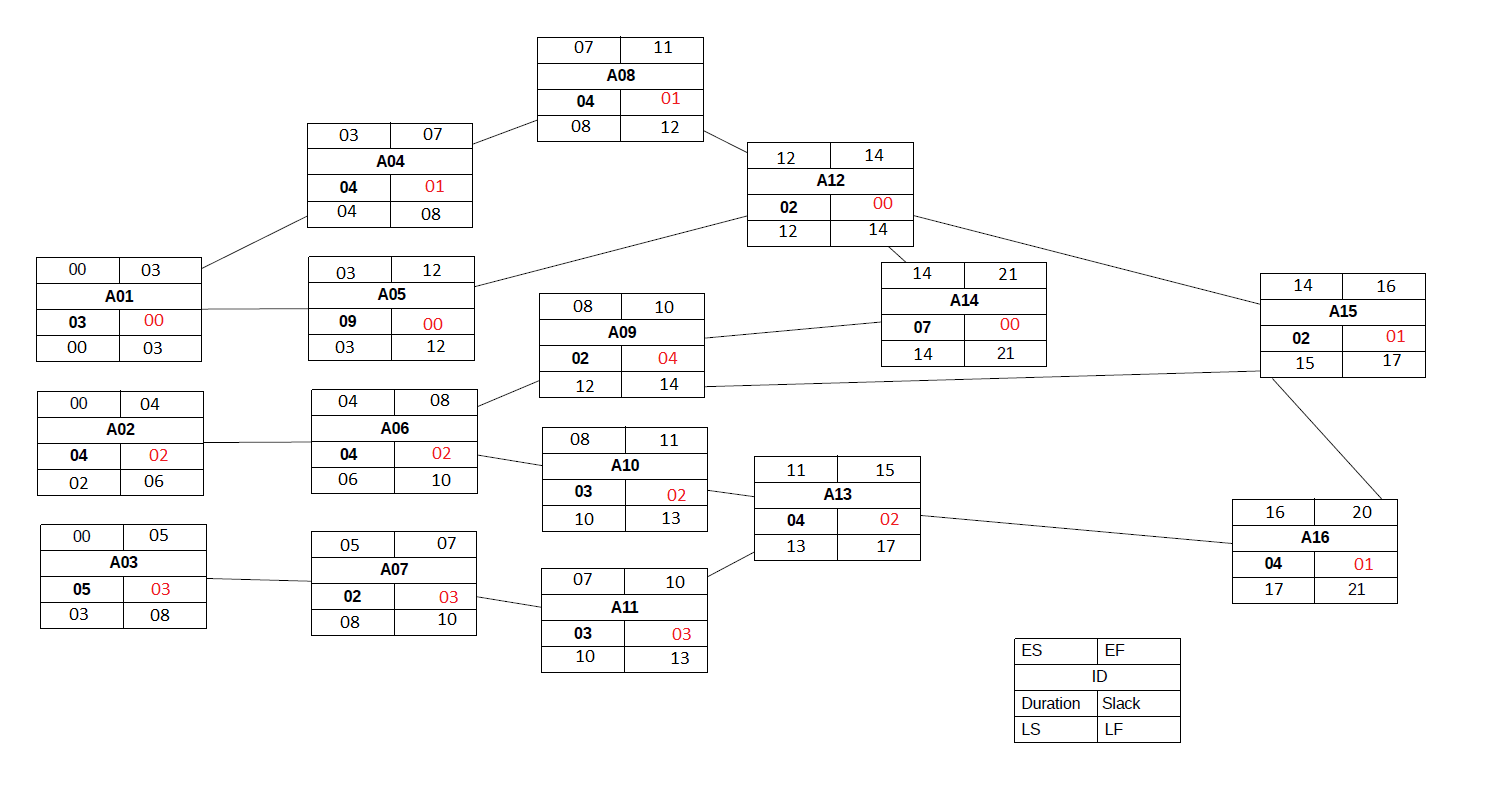 07 11
A08
04 01
08 12
03 07
A04
04 01
04 08
12 14
A12
02 00
12 14
00 03
A01
03 00
00 03
03 12
A05
09 00
03 12
14 21
A14
07 00
14 21
14 16
A15
02 01
15 17
08 10
A09
02 04
12 14
00 04
A02
04 02
02 06
04 08
A06
04 02
06 10
08 11
A10
03 02
10 13
11 15
A13
04 02
13 17
16 20
A16
04 01
17 21
00 05
A03
05 03
03 08
05 07
A07
02 03
08 10
07 10
A11
03 03
10 13
ES EF
ID
Duration Slack
LS LF